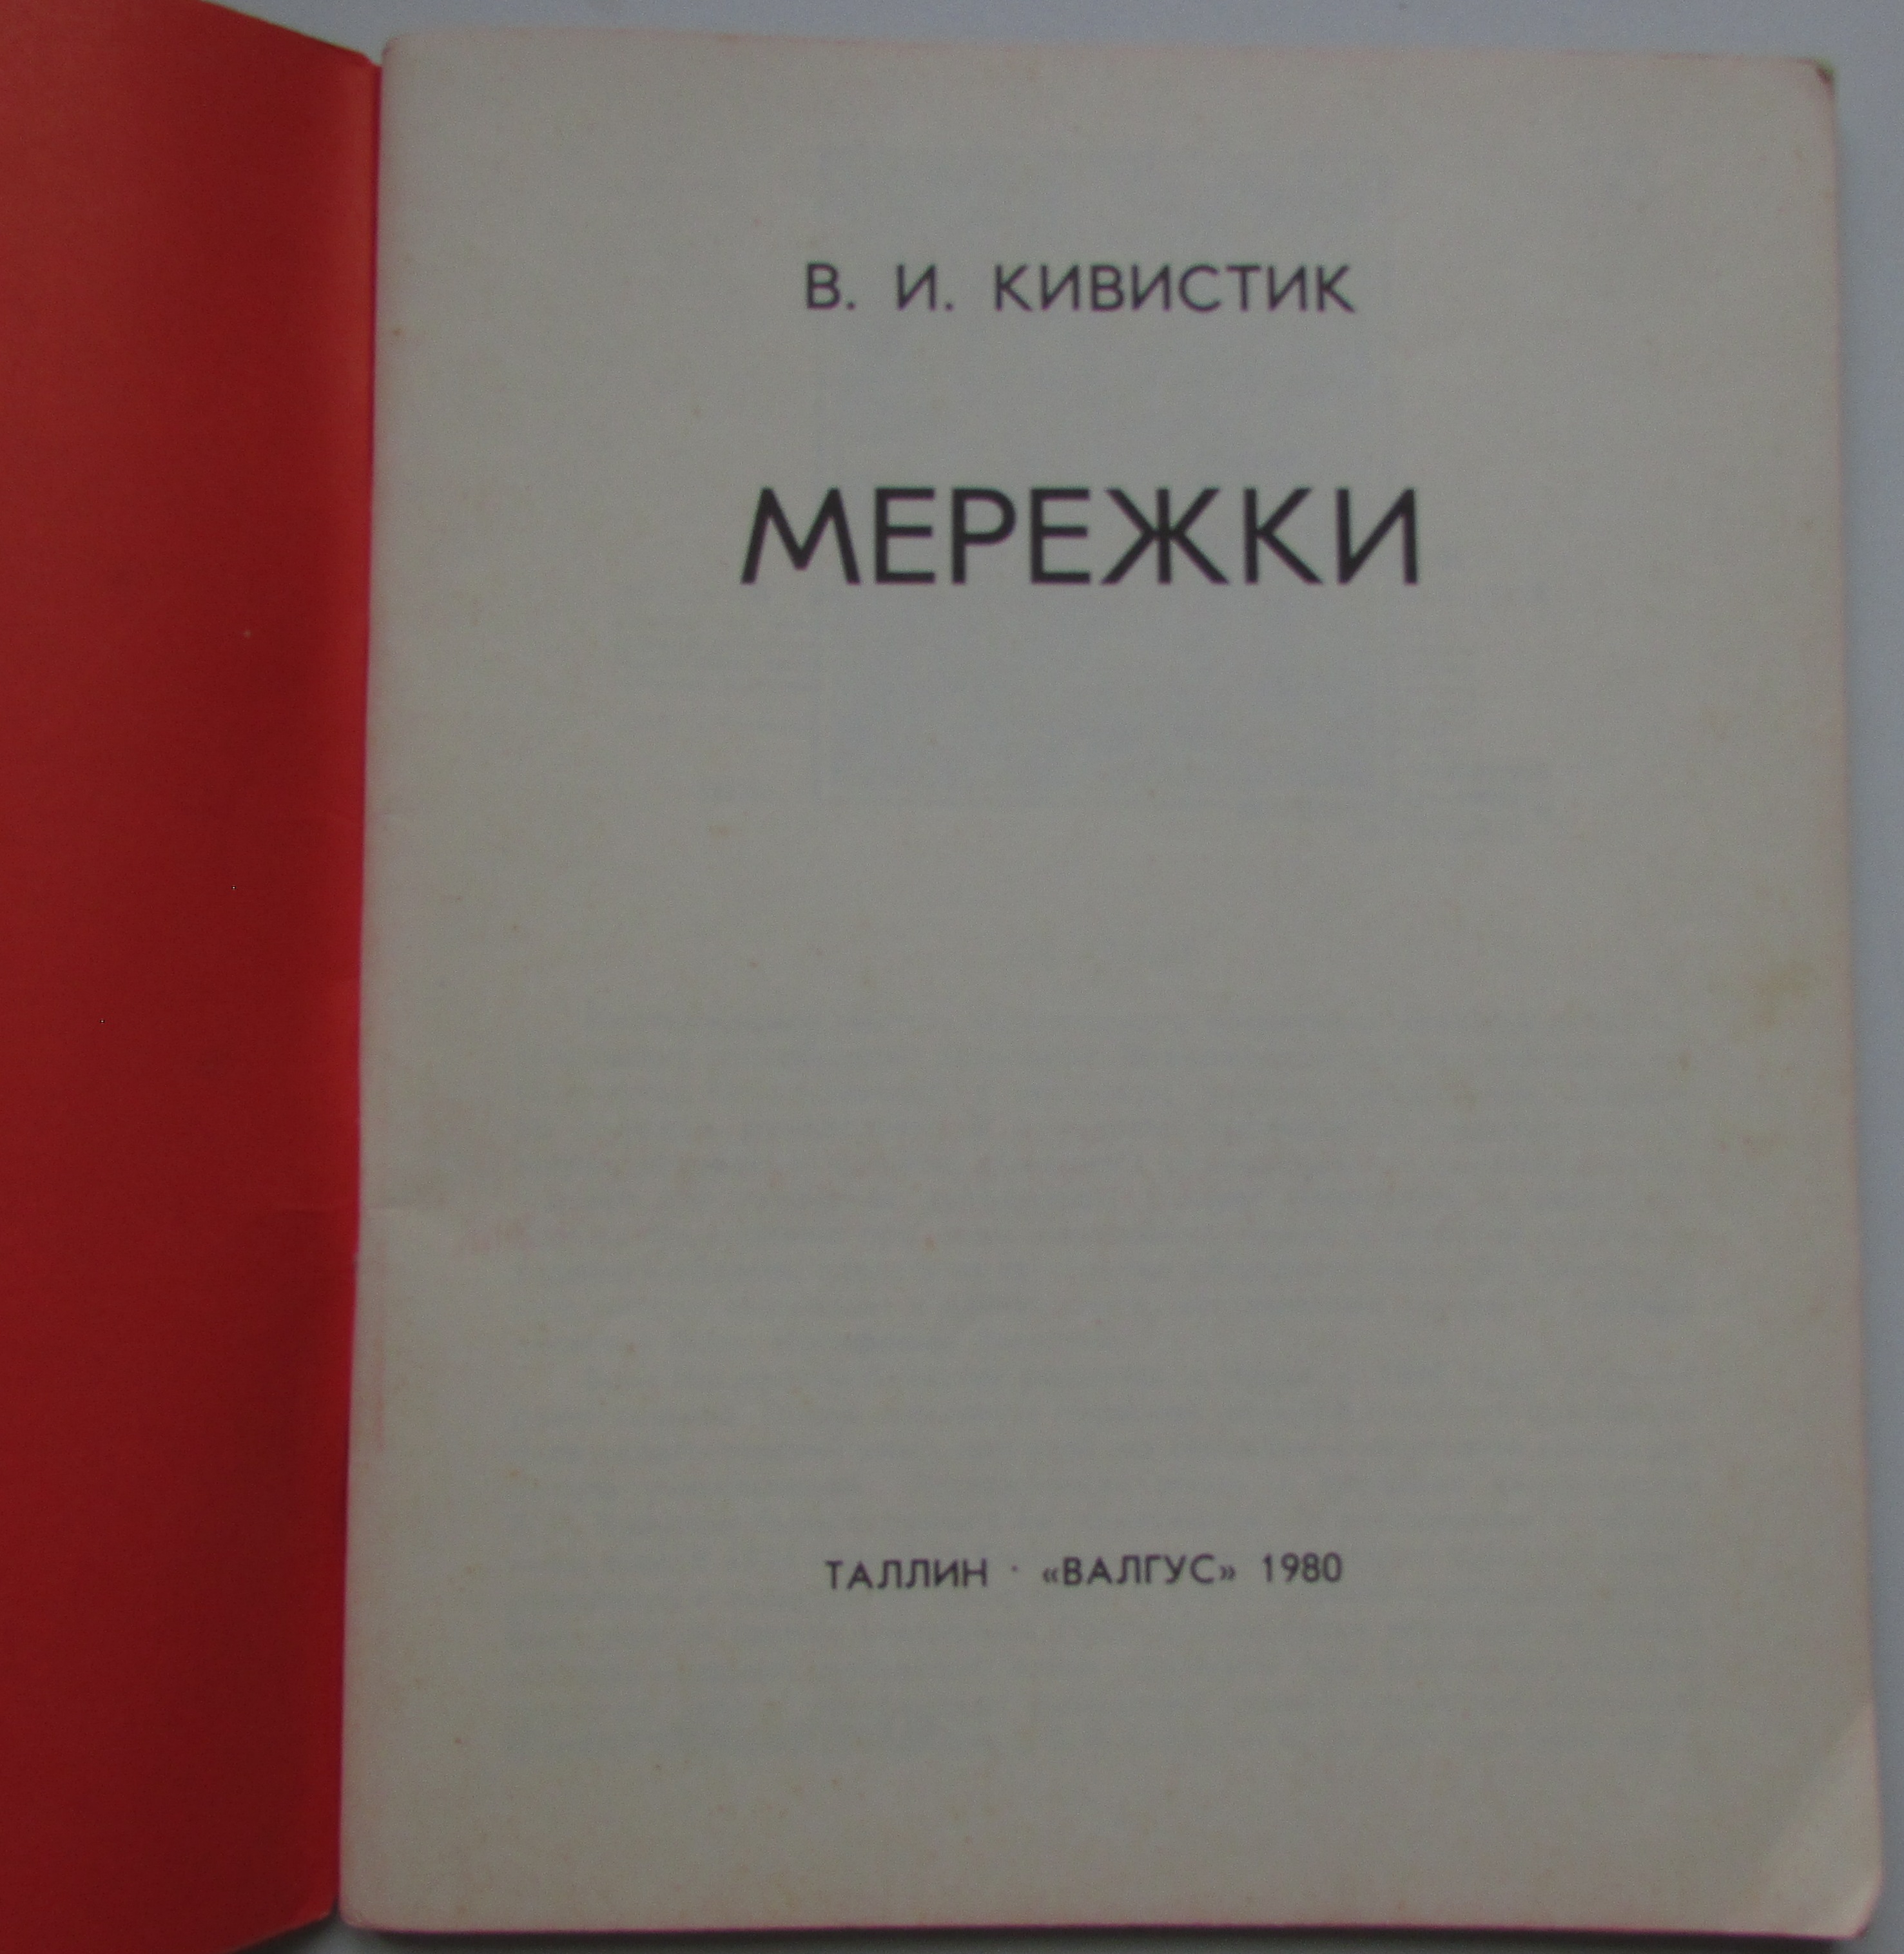 В. И. КИВИСТИК
МЕРЕЖКИ
ТАЛЛИН · «ВАЛГУС» 1980